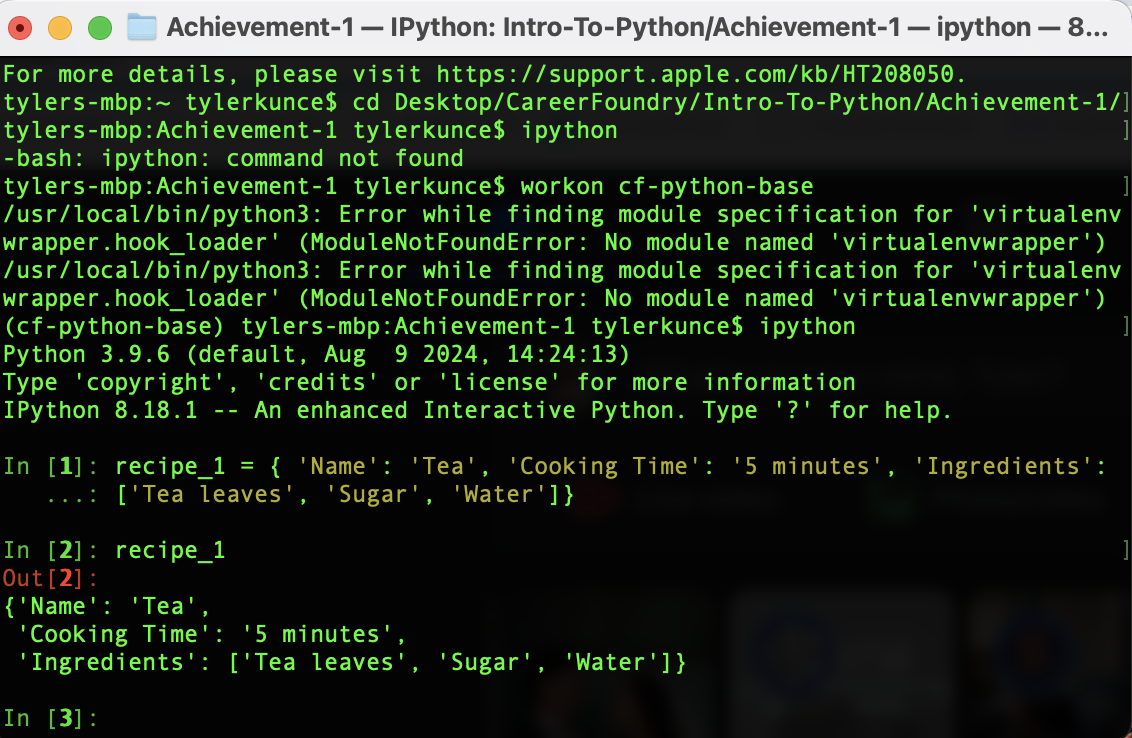 Achievement-1 — IPython: Intro-To-Python/Achievement-1 — ipython — 8...
For more details, please visit https://support.apple.com/kb/HT208050.
tylers-mbp:~ tylerkunce$ cd Desktop/CareerFoundry/Intro-To-Python/Achievement-1/]
tylers-mbp:Achievement-1 tylerkunce$ ipython ]
-bash: ipython: command not found
tylers-mbp:Achievement-1 tylerkunce$ workon cf-python-base ]
/usr/local/bin/python3: Error while finding module specification for 'virtualenv
wrapper.hook_loader' (ModuleNotFoundError: No module named 'virtualenvwrapper')
/usr/local/bin/python3: Error while finding module specification for 'virtualenv
wrapper.hook_loader' (ModuleNotFoundError: No module named 'virtualenvwrapper')
(cf-python-base) tylers-mbp:Achievement-1 tylerkunce$ ipython ]
Python 3.9.6 (default, Aug  9 2024, 14:24:13)
Type 'copyright', 'credits' or 'license' for more information
IPython 8.18.1 -- An enhanced Interactive Python. Type '?' for help.
In [1]: recipe_1 = { 'Name': 'Tea', 'Cooking Time': '5 minutes', 'Ingredients':
   ...: ['Tea leaves', 'Sugar', 'Water']}
In [2]: recipe_1 ]
Out[2]:
{'Name': 'Tea',
 'Cooking Time': '5 minutes',
 'Ingredients': ['Tea leaves', 'Sugar', 'Water']}
In [3]: